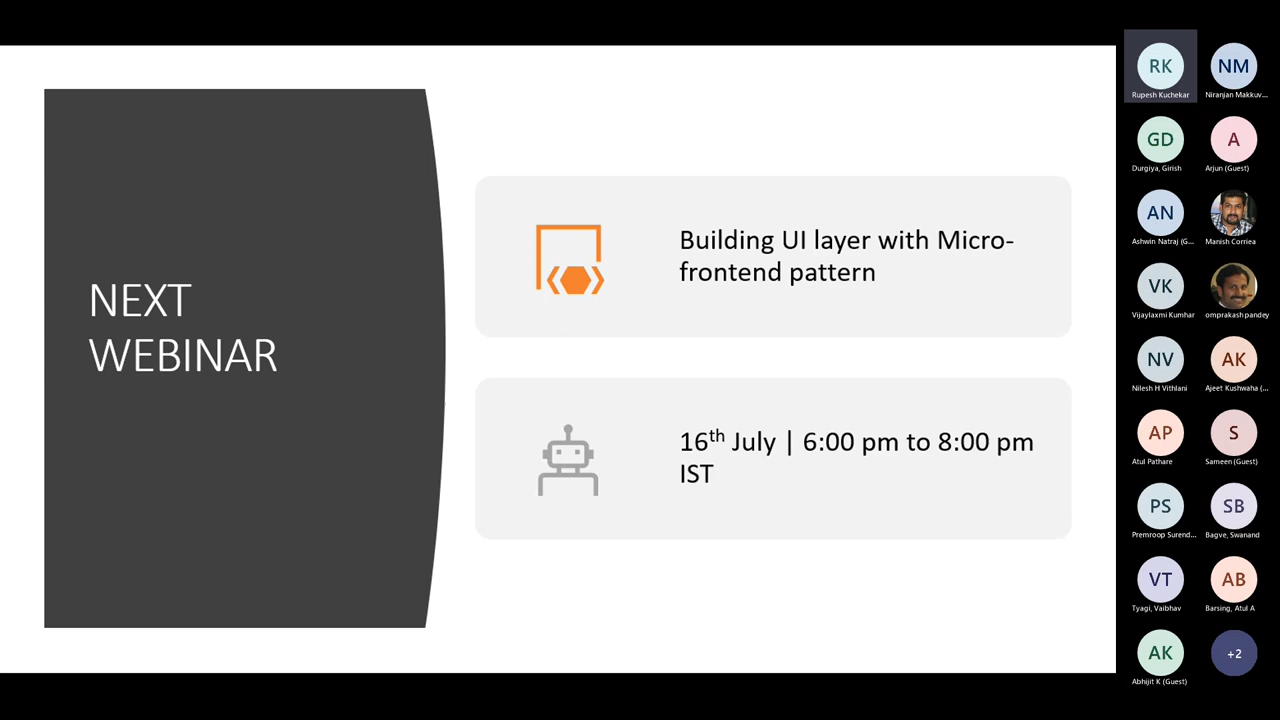 NEXT
WEBINAR
Building UI layer with Micro-
frontend pattern
16th July | 6:00 pm to 8:00 pm
IST
RK
Rupesh Kuchekar
NM
Niranjan Makkuv...
GD
Durgiya, Girish
A
Arjun (Guest)
AN
Ashwin Natraj (G...
Manish Corriea
VK
Vijaylaxmi Kumhar
omprakash pandey
NV
Nilesh H Vithlani
AK
Ajeet Kushwaha (...
AP
Atul Pathare
S
Sameen (Guest)
PS
Premroop Surend...
SB
Bagve, Swanand
VT
Tyagi, Vaibhav
AB
Barsing, Atul A
AK
Abhijit K (Guest)
+2